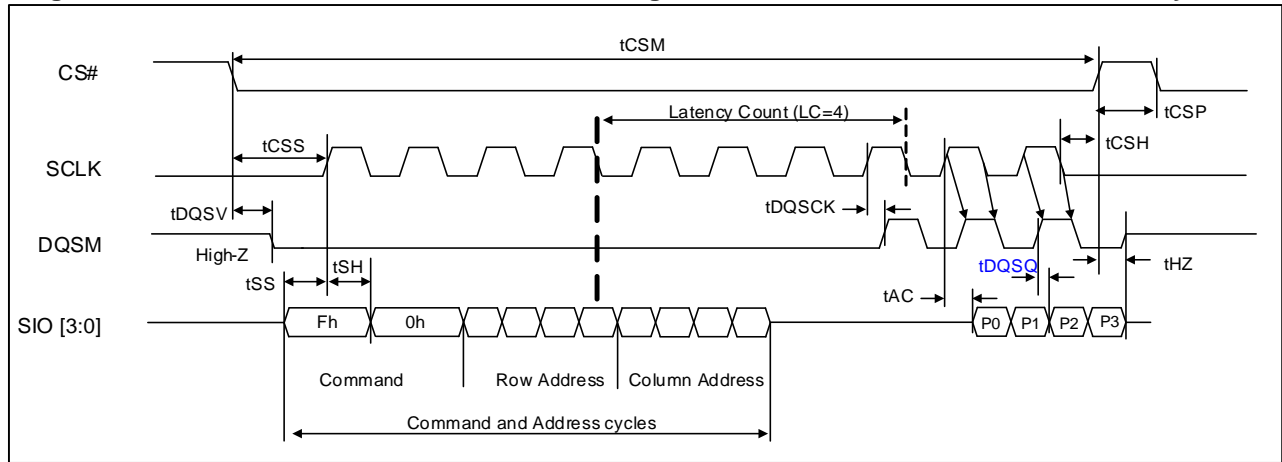 tCSM
CS#
Latency Count (LC=4)
tCSP
tCSS
tCSH
SCLK
tDQSV
tDQSCK
DQSM
High-Z
tSH
tDQSQ
tHZ
tSS
tAC
SIO [3:0]
Fh 0h P0 P1 P2 P3
Command Row Address Column Address
Command and Address cycles